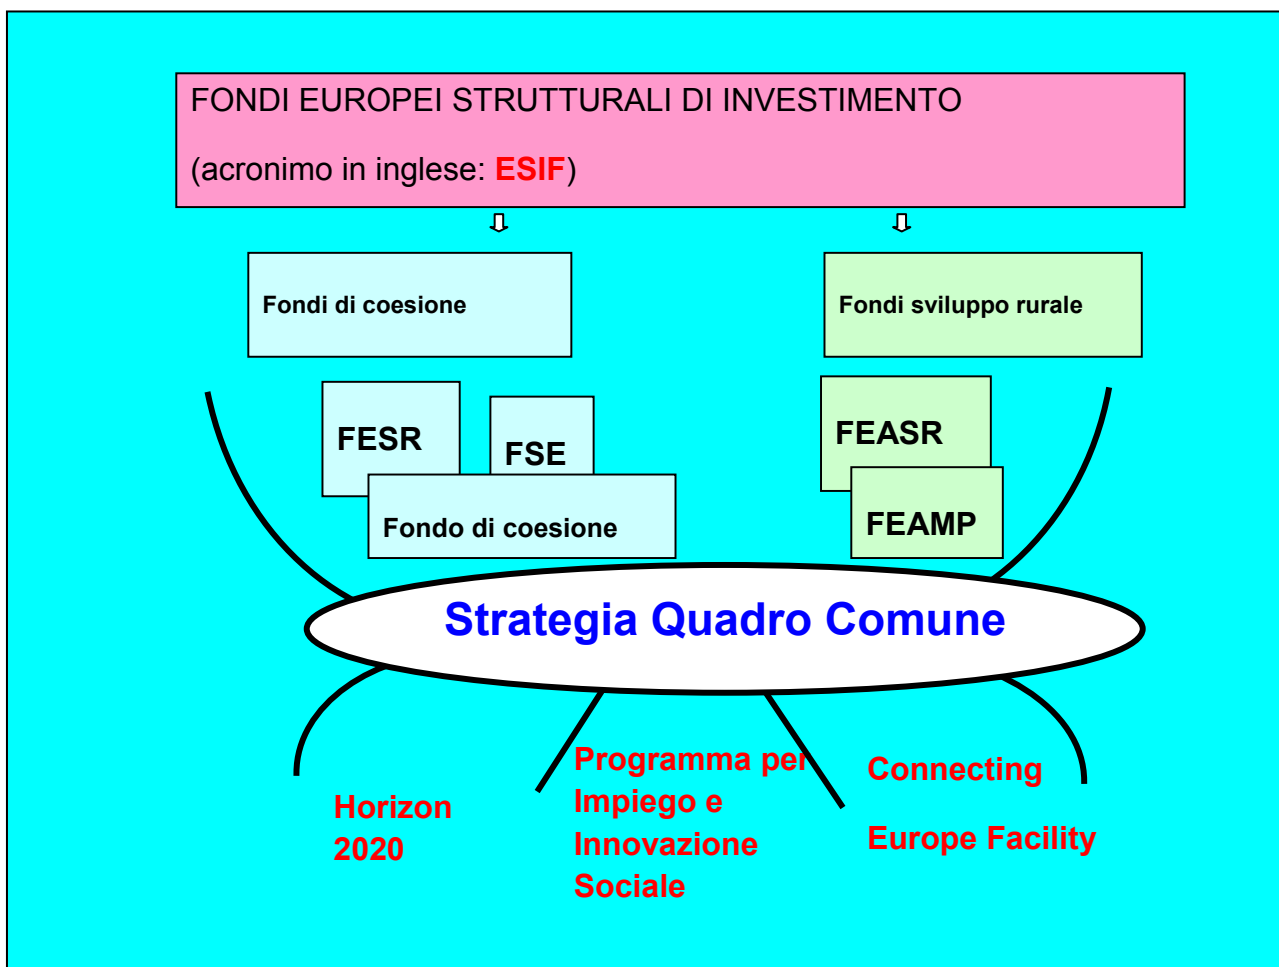 FONDI EUROPEI STRUTTURALI DI INVESTIMENTO
(acronimo in inglese: ESIF)
Fondi di coesione
Fondi sviluppo rurale
FESR
FSE
Fondo di coesione
FEASR
FEAMP
Strategia Quadro Comune
Horizon
2020
Programma per
Impiego e
Innovazione
Sociale
Connecting
Europe Facility